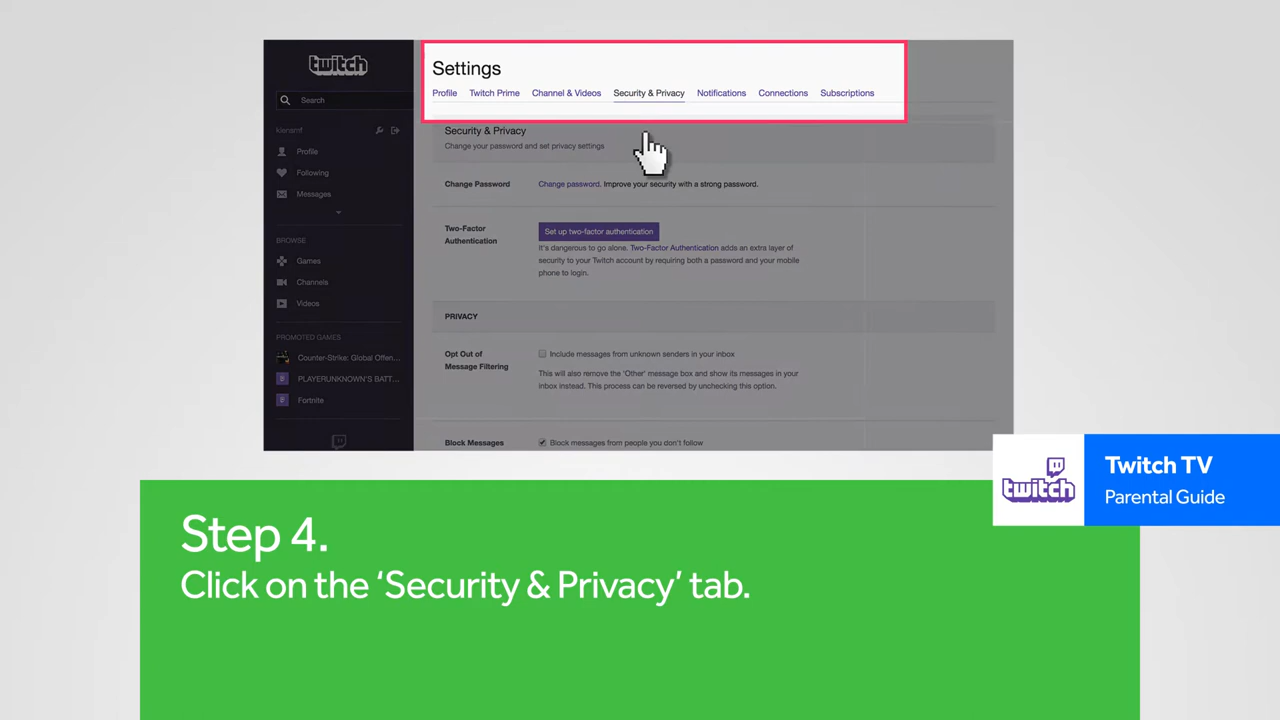 twitch
Settings
Profile Twitch Prime Channel & Videos Security & Privacy Notifications Connections Subscriptions
Search
kieramf
Profile
Following
Messages
BROWSE
Games
Channels
Videos
PROMOTED GAMES
Counter-Strike: Global Offen...
PLAYERUNKNOWN'S BATT...
Fortnite
Security & Privacy
Change your password and set privacy settings
Change Password
Change password. Improve your security with a strong password.
Two-Factor
Authentication
Set up two-factor authentication
It's dangerous to go alone. Two-Factor Authentication adds an extra layer of
security to your Twitch account by requiring both a password and your mobile
phone to login.
PRIVACY
Opt Out of
Message Filtering
Include messages from unknown senders in your inbox
This will also remove the 'Other' message box and show its messages in your
inbox instead. This process can be reversed by unchecking this option.
Block Messages
Block messages from people you don't follow
twitch
Twitch TV
Parental Guide
Step 4.
Click on the ‘Security & Privacy’ tab.